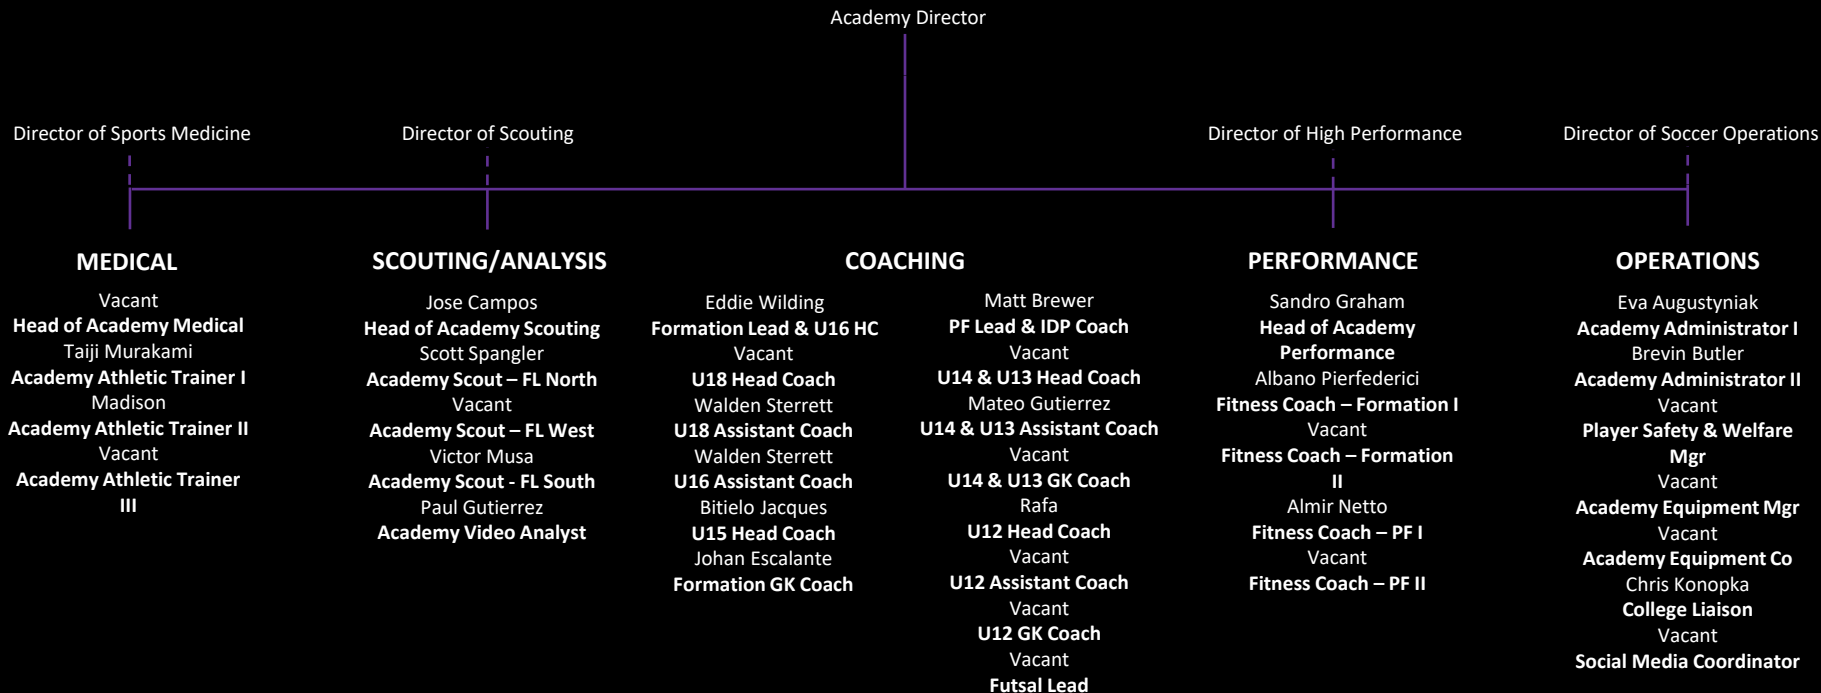 Academy Director
Director of Sports Medicine
Director of Scouting
Director of High Performance
Director of Soccer Operations
MEDICAL
Vacant
Head of Academy Medical
Taiji Murakami
Academy Athletic Trainer I
Madison
Academy Athletic Trainer II
Vacant
Academy Athletic Trainer
III
SCOUTING/ANALYSIS
Jose Campos
Head of Academy Scouting
Scott Spangler
Academy Scout – FL North
Vacant
Academy Scout – FL West
Victor Musa
Academy Scout - FL South
Paul Gutierrez
Academy Video Analyst
COACHING
Eddie Wilding
Formation Lead & U16 HC
Vacant
U18 Head Coach
Walden Sterrett
U18 Assistant Coach
Walden Sterrett
U16 Assistant Coach
Bitielo Jacques
U15 Head Coach
Johan Escalante
Formation GK Coach
Matt Brewer
PF Lead & IDP Coach
Vacant
U14 & U13 Head Coach
Mateo Gutierrez
U14 & U13 Assistant Coach
Vacant
U14 & U13 GK Coach
Rafa
U12 Head Coach
Vacant
U12 Assistant Coach
Vacant
U12 GK Coach
Vacant
Futsal Lead
PERFORMANCE
Sandro Graham
Head of Academy
Performance
Albano Pierfederici
Fitness Coach – Formation I
Vacant
Fitness Coach – Formation
II
Almir Netto
Fitness Coach – PF I
Vacant
Fitness Coach – PF II
OPERATIONS
Eva Augustyniak
Academy Administrator I
Brevin Butler
Academy Administrator II
Vacant
Player Safety & Welfare
Mgr
Vacant
Academy Equipment Mgr
Vacant
Academy Equipment Co
Chris Konopka
College Liaison
Vacant
Social Media Coordinator